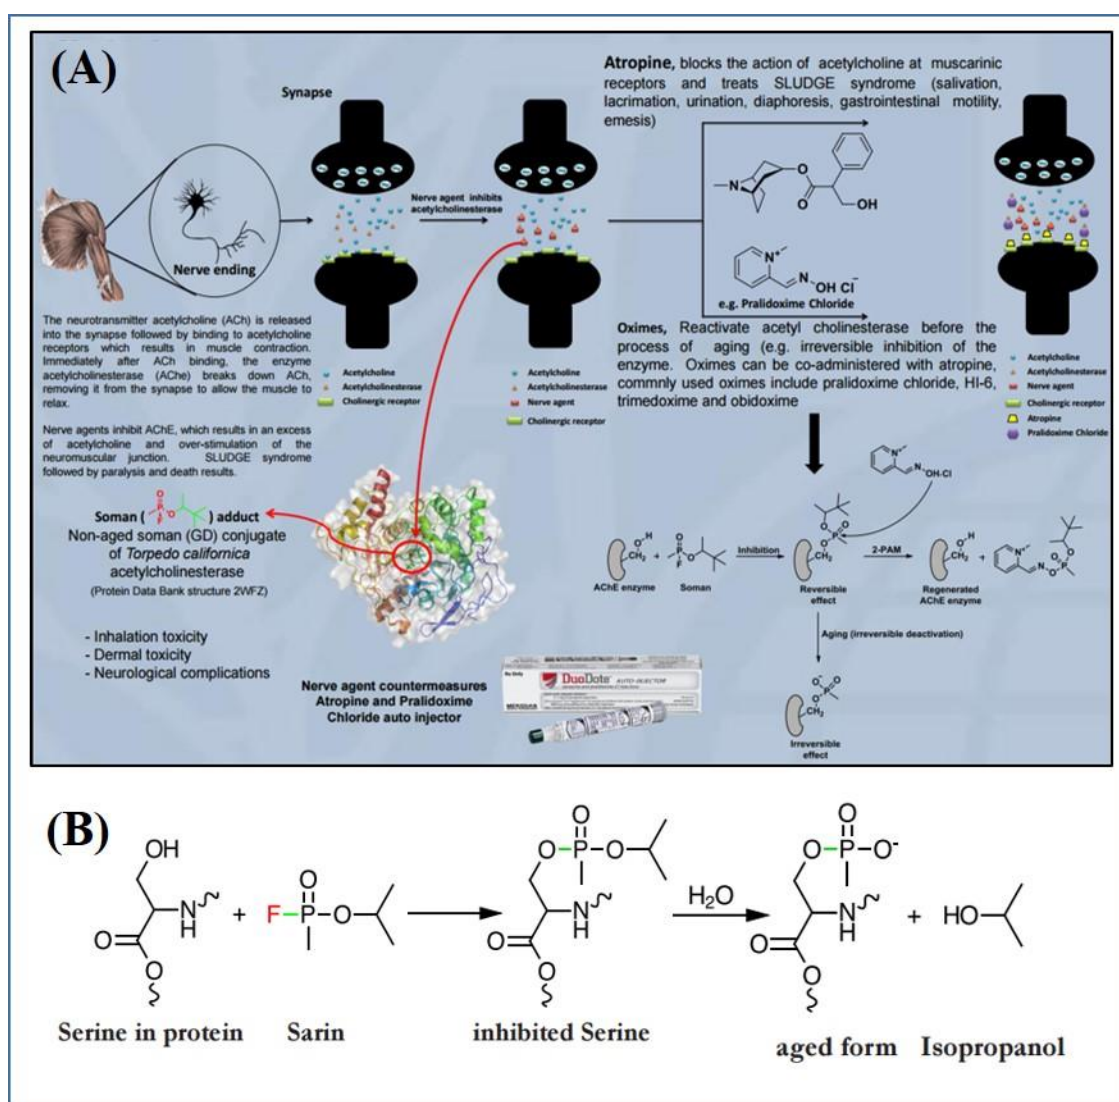 (A)
Synapse
Nerve ending
Nerve agent inhibits
acetylcholinesterase
Atropine, blocks the action of acetylcholine at muscarinic
receptors and treats SLUDGE syndrome (salivation,
lacrimation, urination, diaphoresis, gastrointestinal motility,
emesis)
N
O
O
OH
N+
N
OH Cl-
e.g. Pralidoxime Chloride
Oximes, Reactivate acetyl cholinesterase before the
process of aging (e.g. irreversible inhibition of the
enzyme. Oximes can be co-administered with atropine,
commnly used oximes include pralidoxime chloride, HI-6,
trimedoxime and obidoxime
The neurotransmitter acetylcholine (ACh) is released
into the synapse followed by binding to acetylcholine
receptors which results in muscle contraction.
Immediately after ACh binding, the enzyme
acetylcholinesterase (AChe) breaks down ACh,
removing it from the synapse to allow the muscle to
relax.
Nerve agents inhibit AChE, which results in an excess
of acetylcholine and over-stimulation of the
neuromuscular junction. SLUDGE syndrome
followed by paralysis and death results.
Acetylcholine
Acetylcholinesterase
Cholinergic receptor
Acetylcholine
Acetylcholinesterase
Nerve agent
Cholinergic receptor
Acetylcholine
Acetylcholinesterase
Nerve agent
Cholinergic receptor
Atropine
Pralidoxime Chloride
Soman ( ) adduct
Non-aged soman (GD) conjugate
of Torpedo californica
acetylcholinesterase
(Protein Data Bank structure 2WFZ)
- Inhalation toxicity
- Dermal toxicity
- Neurological complications
Nerve agent countermeasures
Atropine and Pralidoxime
Chloride auto injector
Rx Only
DuoDote AUTO-INJECTOR
MERIDIAN
AChE enzyme
+
Soman
Inhibition
Reversible
effect
2-PAM
Regenerated
AChE enzyme
+
Aging (irreversible deactivation)
Irreversible
effect
(B)
OH
N
H
O
O
+
F
P
O
O
O
P
O
O
N
H
O
O
H2O
O
P
O
O-
N
H
O
O
+
HO
Serine in protein
Sarin
inhibited Serine
aged form
Isopropanol